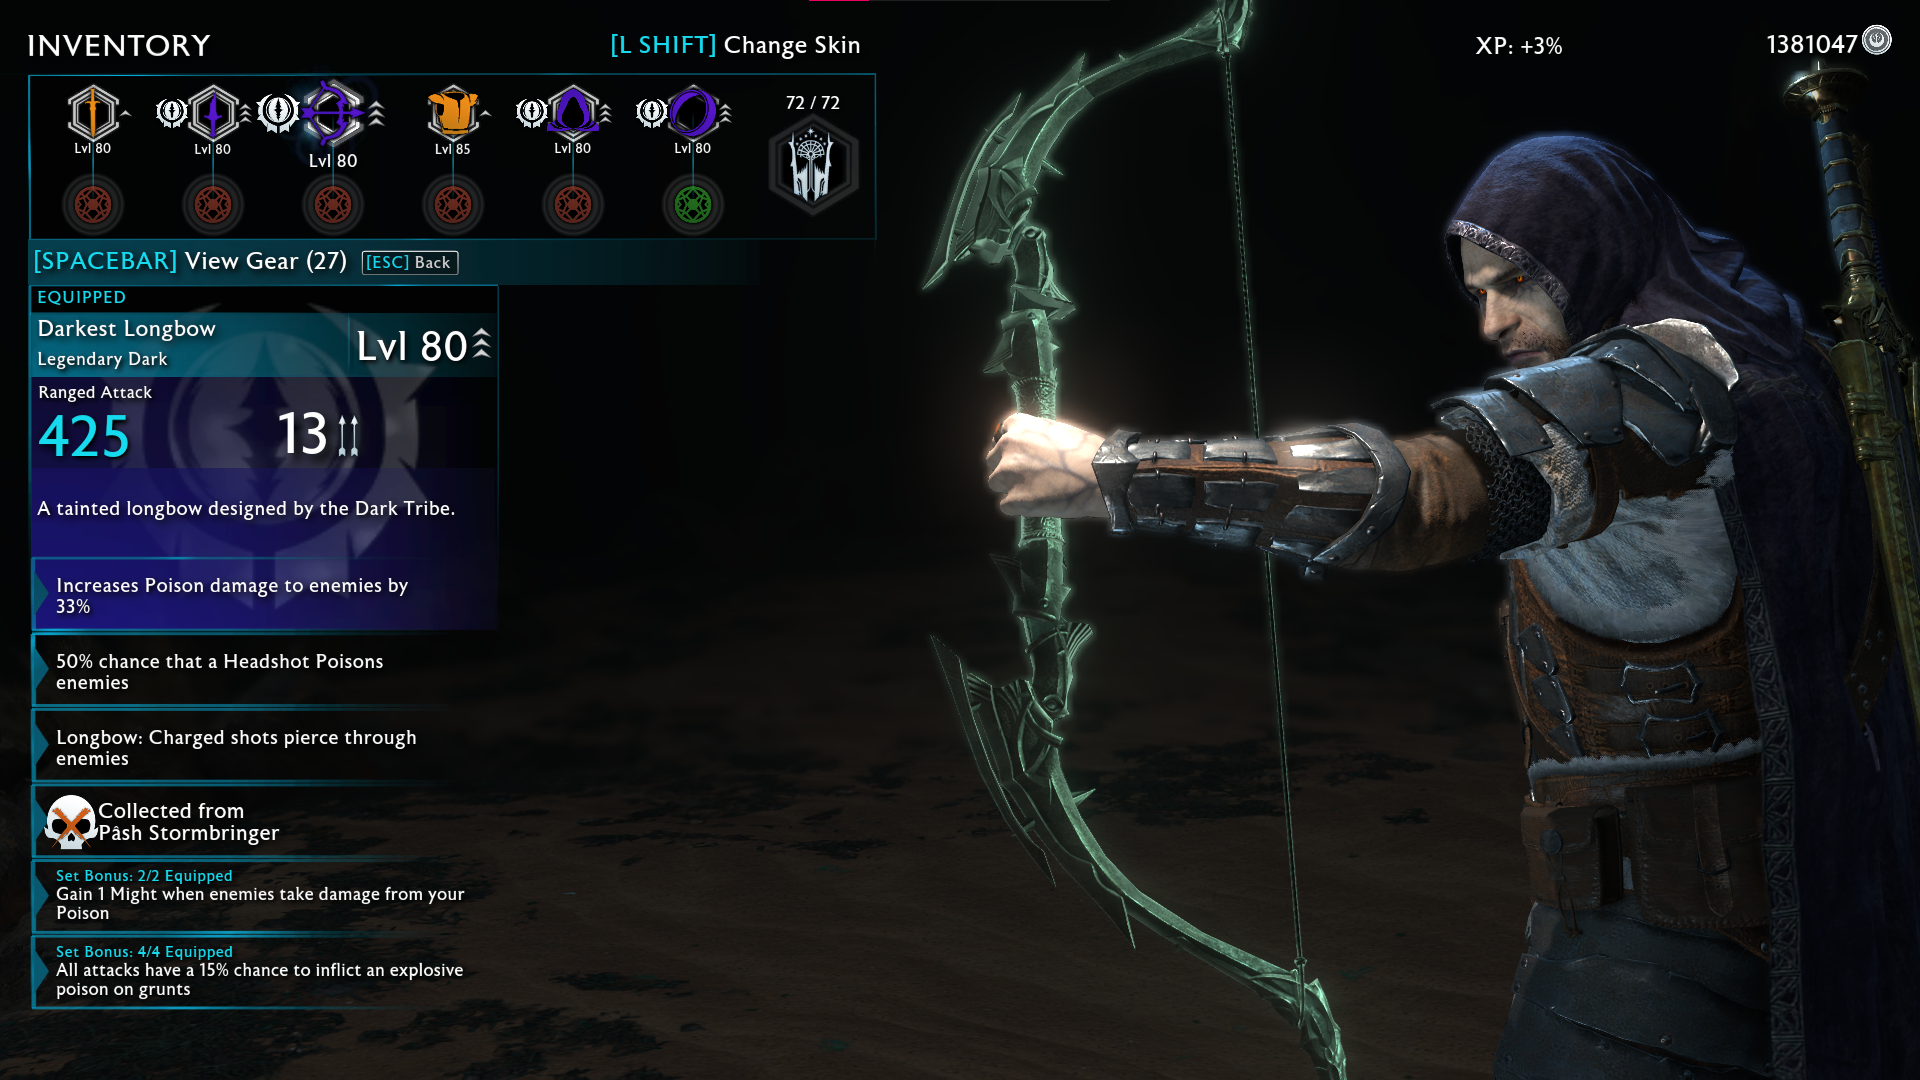 INVENTORY
[L SHIFT] Change Skin
XP: +3%
1381047
Lvl 80
Lvl 80
Lvl 80
Lvl 85
Lvl 80
Lvl 80
72 / 72
[SPACEBAR] View Gear (27) [ESC] Back
EQUIPPED
Darkest Longbow
Legendary Dark
Lvl 80
Ranged Attack
425
13
A tainted longbow designed by the Dark Tribe.
Increases Poison damage to enemies by
33%
50% chance that a Headshot Poisons
enemies
Longbow: Charged shots pierce through
enemies
Collected from
Pâsh Stormbringer
Set Bonus: 2/2 Equipped
Gain 1 Might when enemies take damage from your
Poison
Set Bonus: 4/4 Equipped
All attacks have a 15% chance to inflict an explosive
poison on grunts